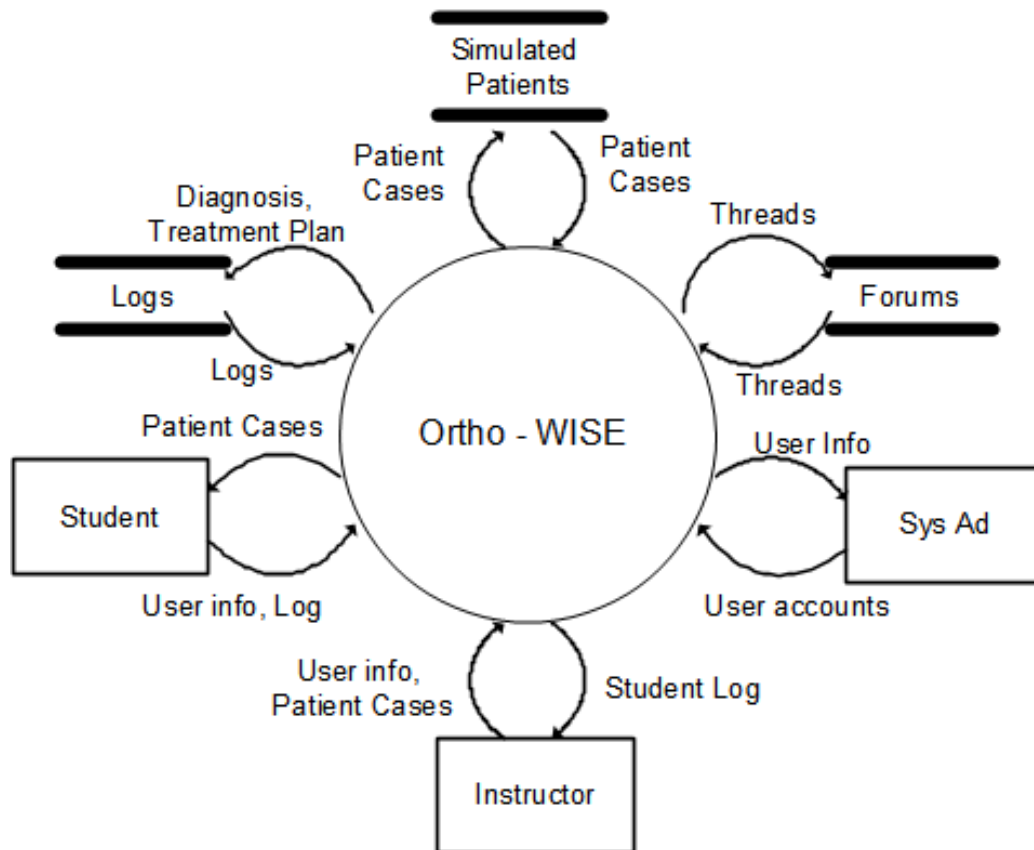 Simulated
Patients
Patient
Cases
Patient
Cases
Diagnosis,
Treatment Plan
Threads
Logs
Forums
Logs
Threads
Patient Cases
Ortho - WISE
User Info
Student
Sys Ad
User info, Log
User accounts
User info,
Patient Cases
Student Log
Instructor